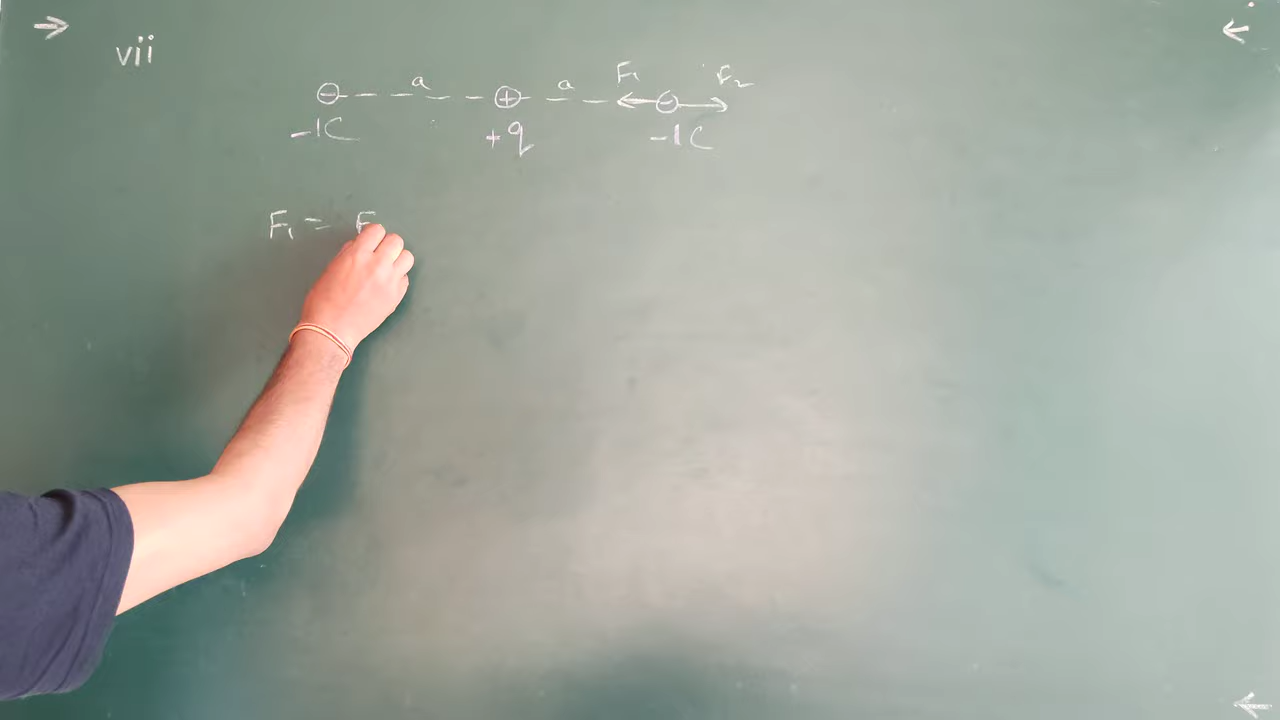 vii
a a F₁ F₂
⊖ ⊕ ⊖
-1C +q -1C
F₁ = F